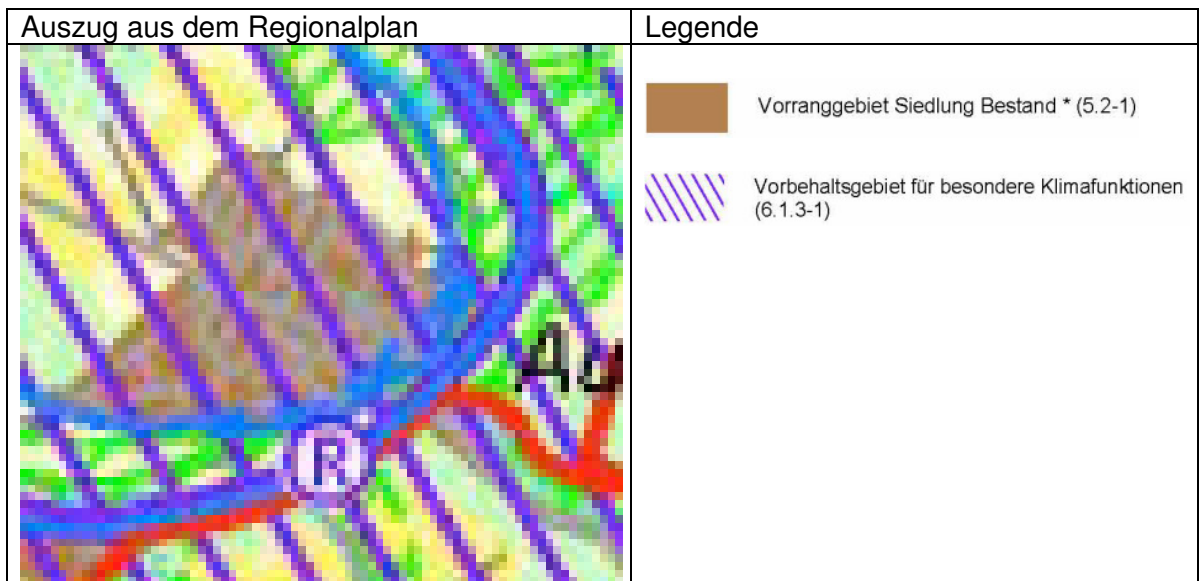 Auszug aus dem Regionalplan
Legende
Vorranggebiet Siedlung Bestand * (5.2-1)
Vorbehaltsgebiet für besondere Klimafunktionen
(6.1.3-1)
R